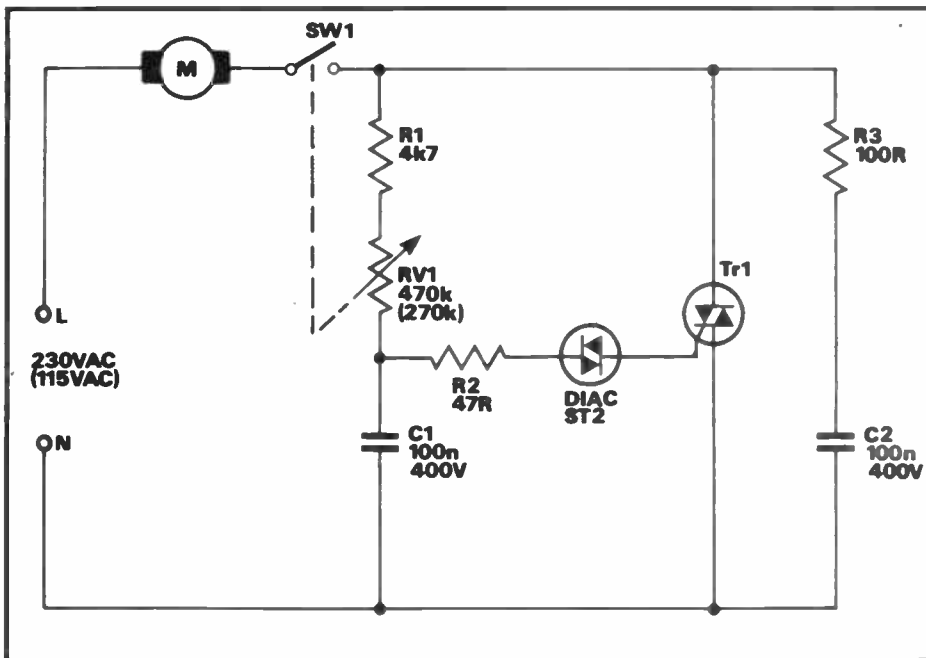 SW1
M
R1
4k7
R3
100R
RV1
470k
(270k)
Tr1
L
230VAC
(115VAC)
R2
47R
DIAC
ST2
N
C1
100n
400V
C2
100n
400V